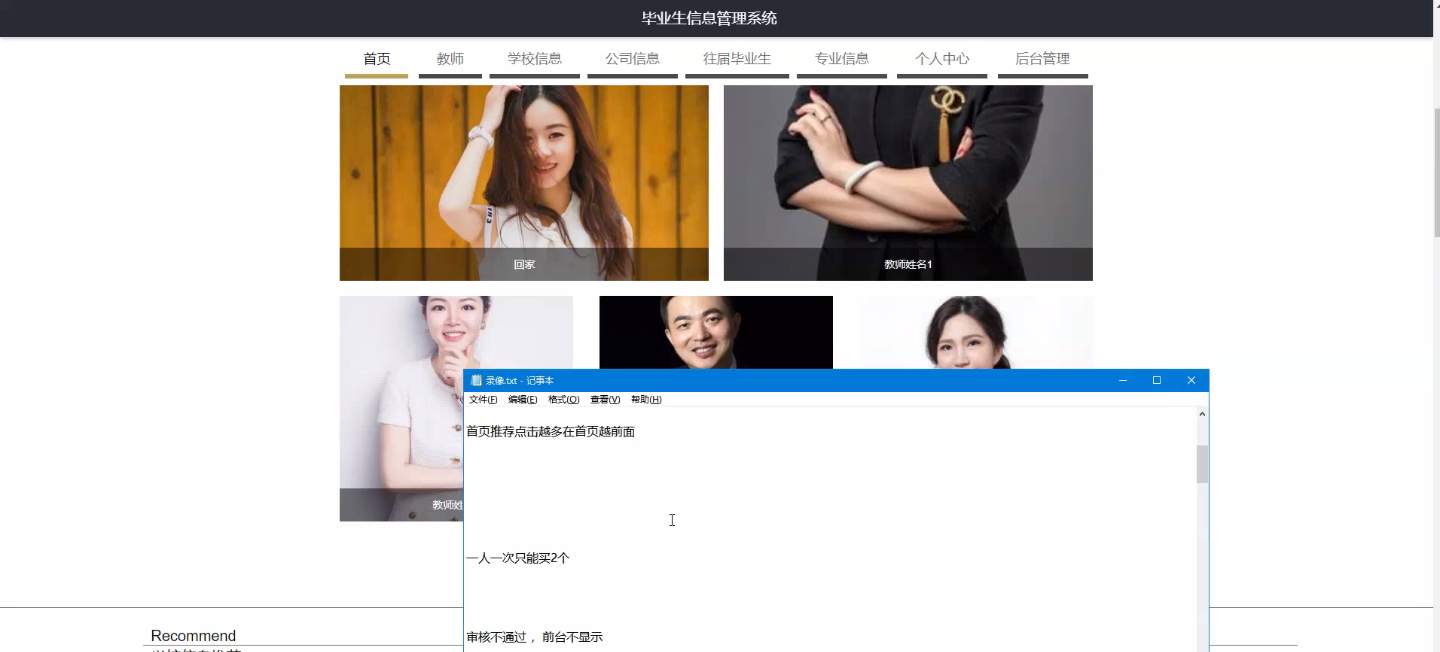 毕业生信息管理系统
首页 教师 学校信息 公司信息 往届毕业生 专业信息 个人中心 后台管理
回家 教师姓名1
录像.txt - 记事本
文件(F) 编辑(E) 格式(O) 查看(V) 帮助(H)
首页推荐点击越多在首页越前面
教师姓
一人一次只能买2个
审核不通过，前台不显示
Recommend